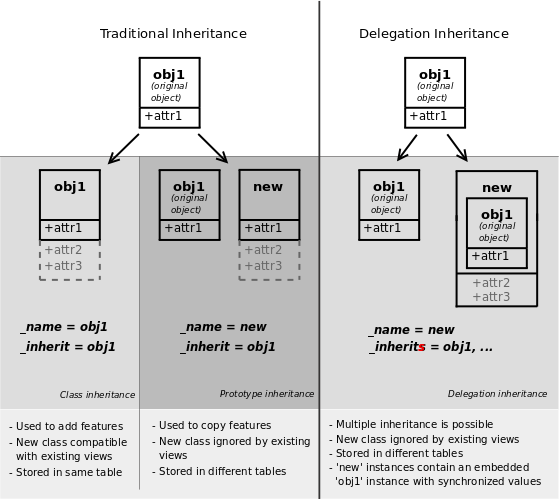 Traditional Inheritance
Delegation Inheritance
obj1
(original
object)
+attr1
obj1
(original
object)
+attr1
obj1
+attr1
+attr2
+attr3
obj1
(original
object)
+attr1
new
+attr1
+attr2
+attr3
obj1
(original
object)
+attr1
new
obj1
(original
object)
+attr1
+attr2
+attr3
_name = obj1
_inherit = obj1
_name = new
_inherit = obj1
_name = new
_inherits = obj1, ...
Class inheritance
Prototype inheritance
Delegation inheritance
- Used to add features
- New class compatible
with existing views
- Stored in same table
- Used to copy features
- New class ignored by existing
views
- Stored in different tables
- Multiple inheritance is possible
- New class ignored by existing views
- Stored in different tables
- 'new' instances contain an embedded
'obj1' instance with synchronized values